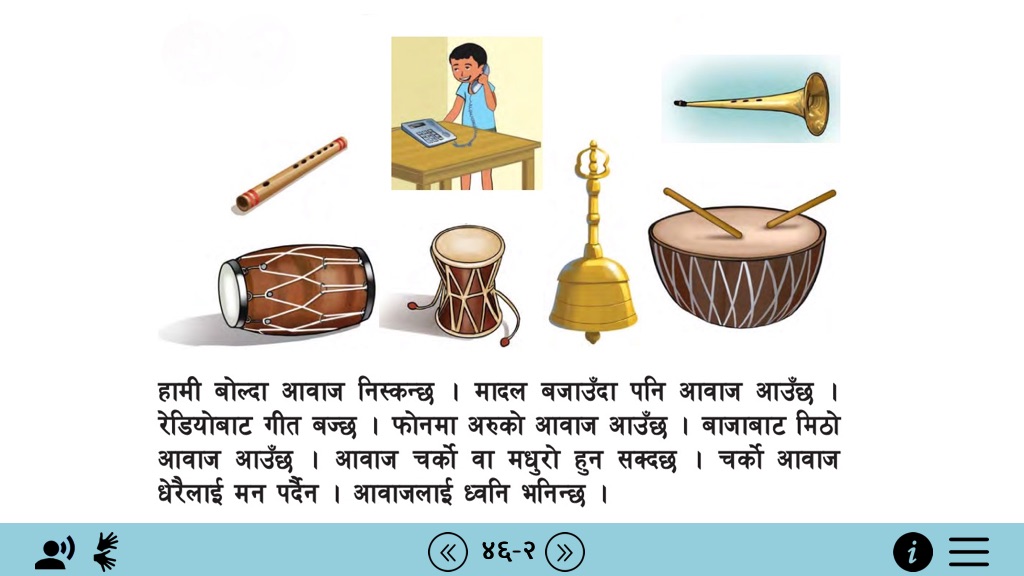 हामी बोल्दा आवाज निस्कन्छ । मादल बजाउँदा पनि आवाज आउँछ ।
रेडियोबाट गीत बज्छ । फोनमा अरुको आवाज आउँछ । बाजाबाट मिठो
आवाज आउँछ । आवाज चर्को वा मधुरो हुन सक्दछ । चर्को आवाज
धेरैलाई मन पर्दैन । आवाजलाई ध्वनि भनिन्छ ।
४६-२